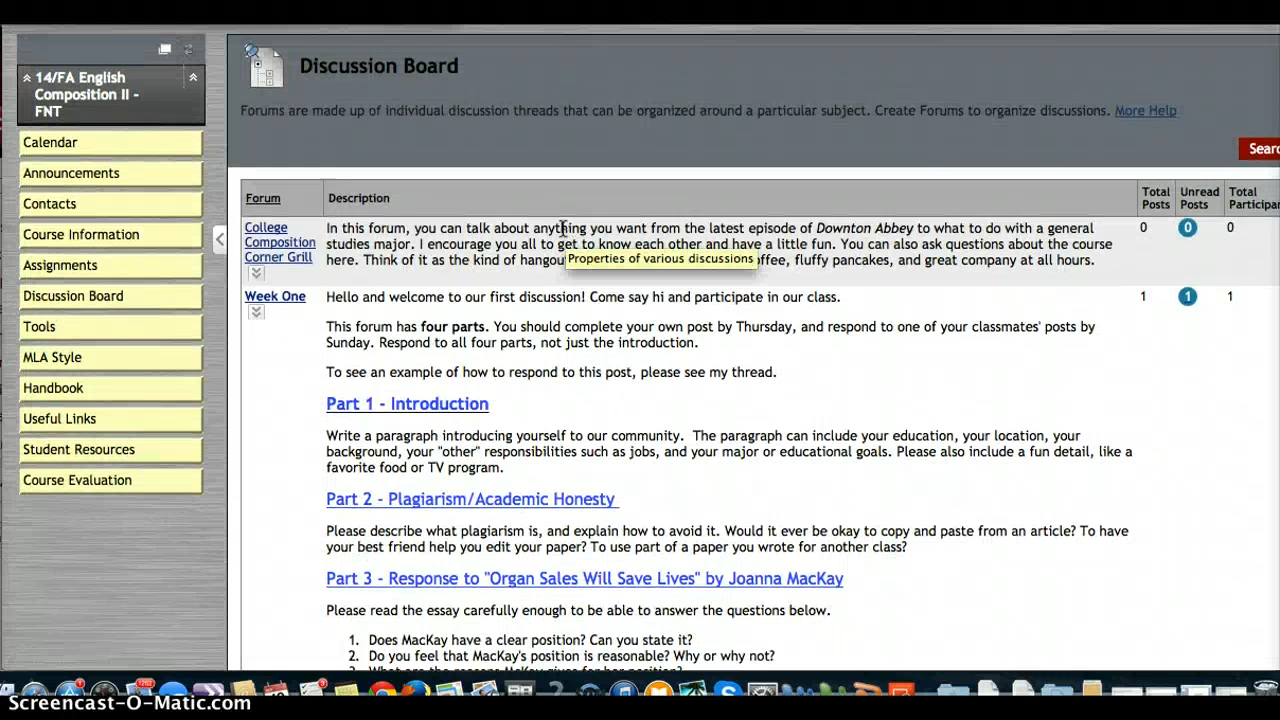 14/FA English
Composition II -
FNT
Calendar
Announcements
Contacts
Course Information
Assignments
Discussion Board
Tools
MLA Style
Handbook
Useful Links
Student Resources
Course Evaluation
Discussion Board
Forums are made up of individual discussion threads that can be organized around a particular subject. Create Forums to organize discussions. More Help
Searc
Forum Description Total Posts Unread Posts Total Participan
College Composition Corner Grill
In this forum, you can talk about anything you want from the latest episode of Downton Abbey to what to do with a general
studies major. I encourage you all to get to know each other and have a little fun. You can also ask questions about the course
here. Think of it as the kind of hangou offee, fluffy pancakes, and great company at all hours.
Properties of various discussions
0 0 0
Week One
Hello and welcome to our first discussion! Come say hi and participate in our class.
1 1 1
This forum has four parts. You should complete your own post by Thursday, and respond to one of your classmates' posts by
Sunday. Respond to all four parts, not just the introduction.
To see an example of how to respond to this post, please see my thread.
Part 1 - Introduction
Write a paragraph introducing yourself to our community. The paragraph can include your education, your location, your
background, your "other" responsibilities such as jobs, and your major or educational goals. Please also include a fun detail, like a
favorite food or TV program.
Part 2 - Plagiarism/Academic Honesty
Please describe what plagiarism is, and explain how to avoid it. Would it ever be okay to copy and paste from an article? To have
your best friend help you edit your paper? To use part of a paper you wrote for another class?
Part 3 - Response to "Organ Sales Will Save Lives" by Joanna MacKay
Please read the essay carefully enough to be able to answer the questions below.
1. Does MacKay have a clear position? Can you state it?
2. Do you feel that MacKay's position is reasonable? Why or why not?
Screencast-O-Matic.com